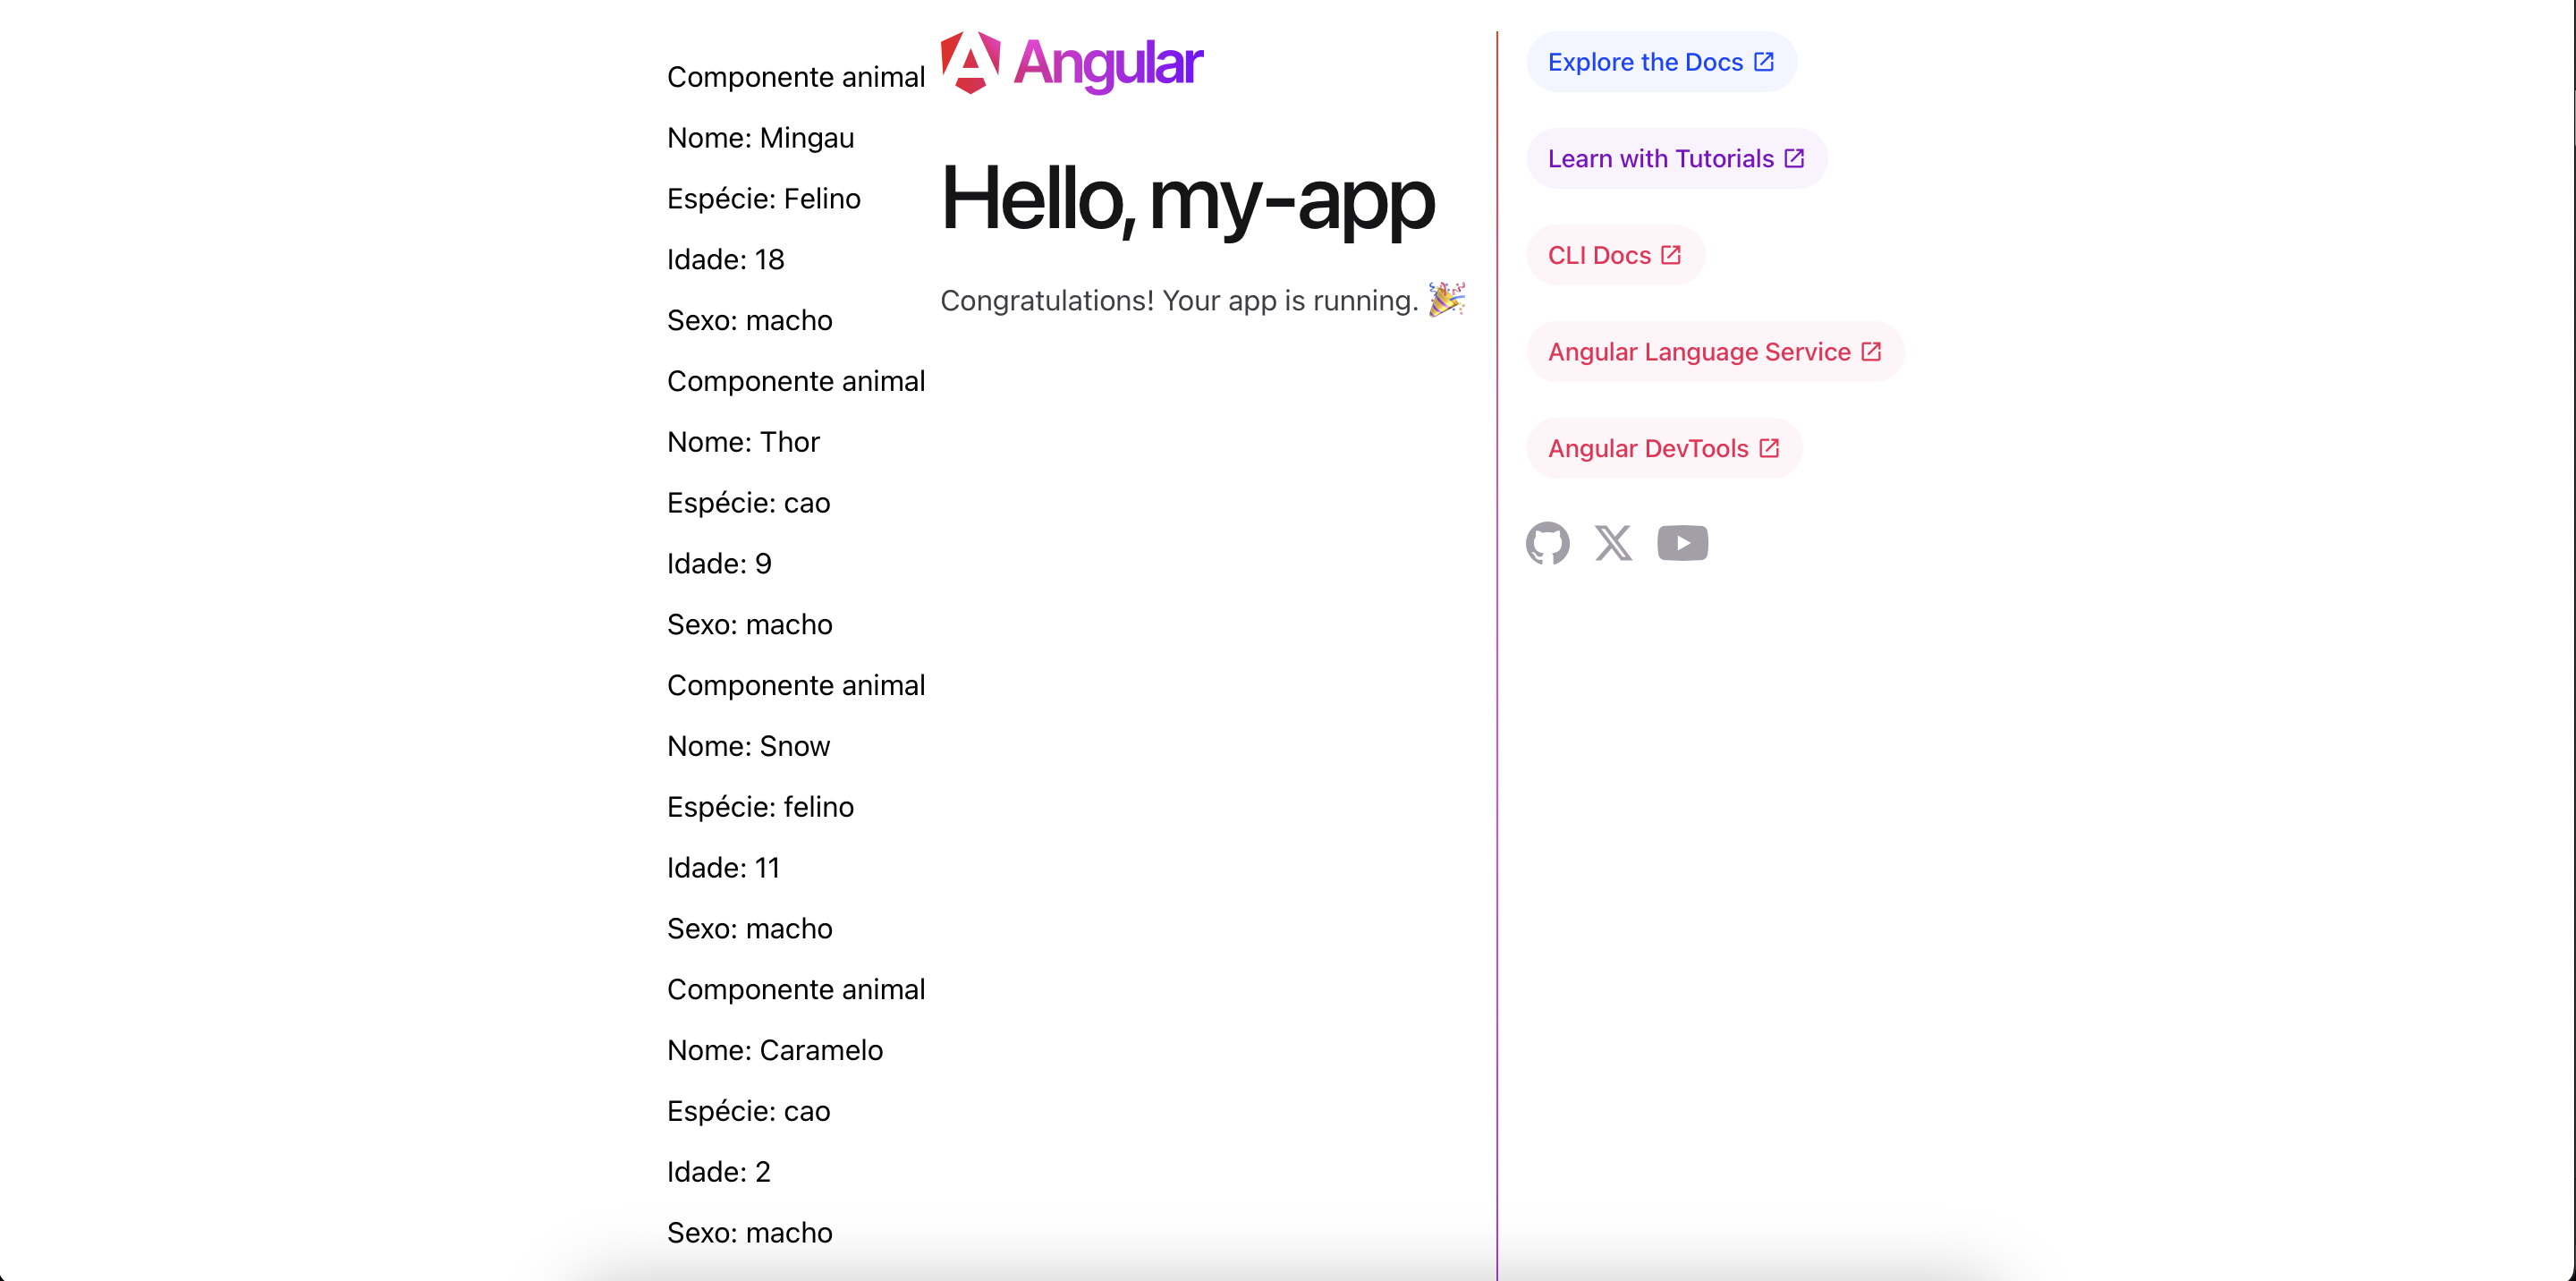 Componente animal
Nome: Mingau
Espécie: Felino
Idade: 18
Sexo: macho
Componente animal
Nome: Thor
Espécie: cao
Idade: 9
Sexo: macho
Componente animal
Nome: Snow
Espécie: felino
Idade: 11
Sexo: macho
Componente animal
Nome: Caramelo
Espécie: cao
Idade: 2
Sexo: macho
Angular
Hello, my-app
Congratulations! Your app is running. 🎉
Explore the Docs
Learn with Tutorials
CLI Docs
Angular Language Service
Angular DevTools